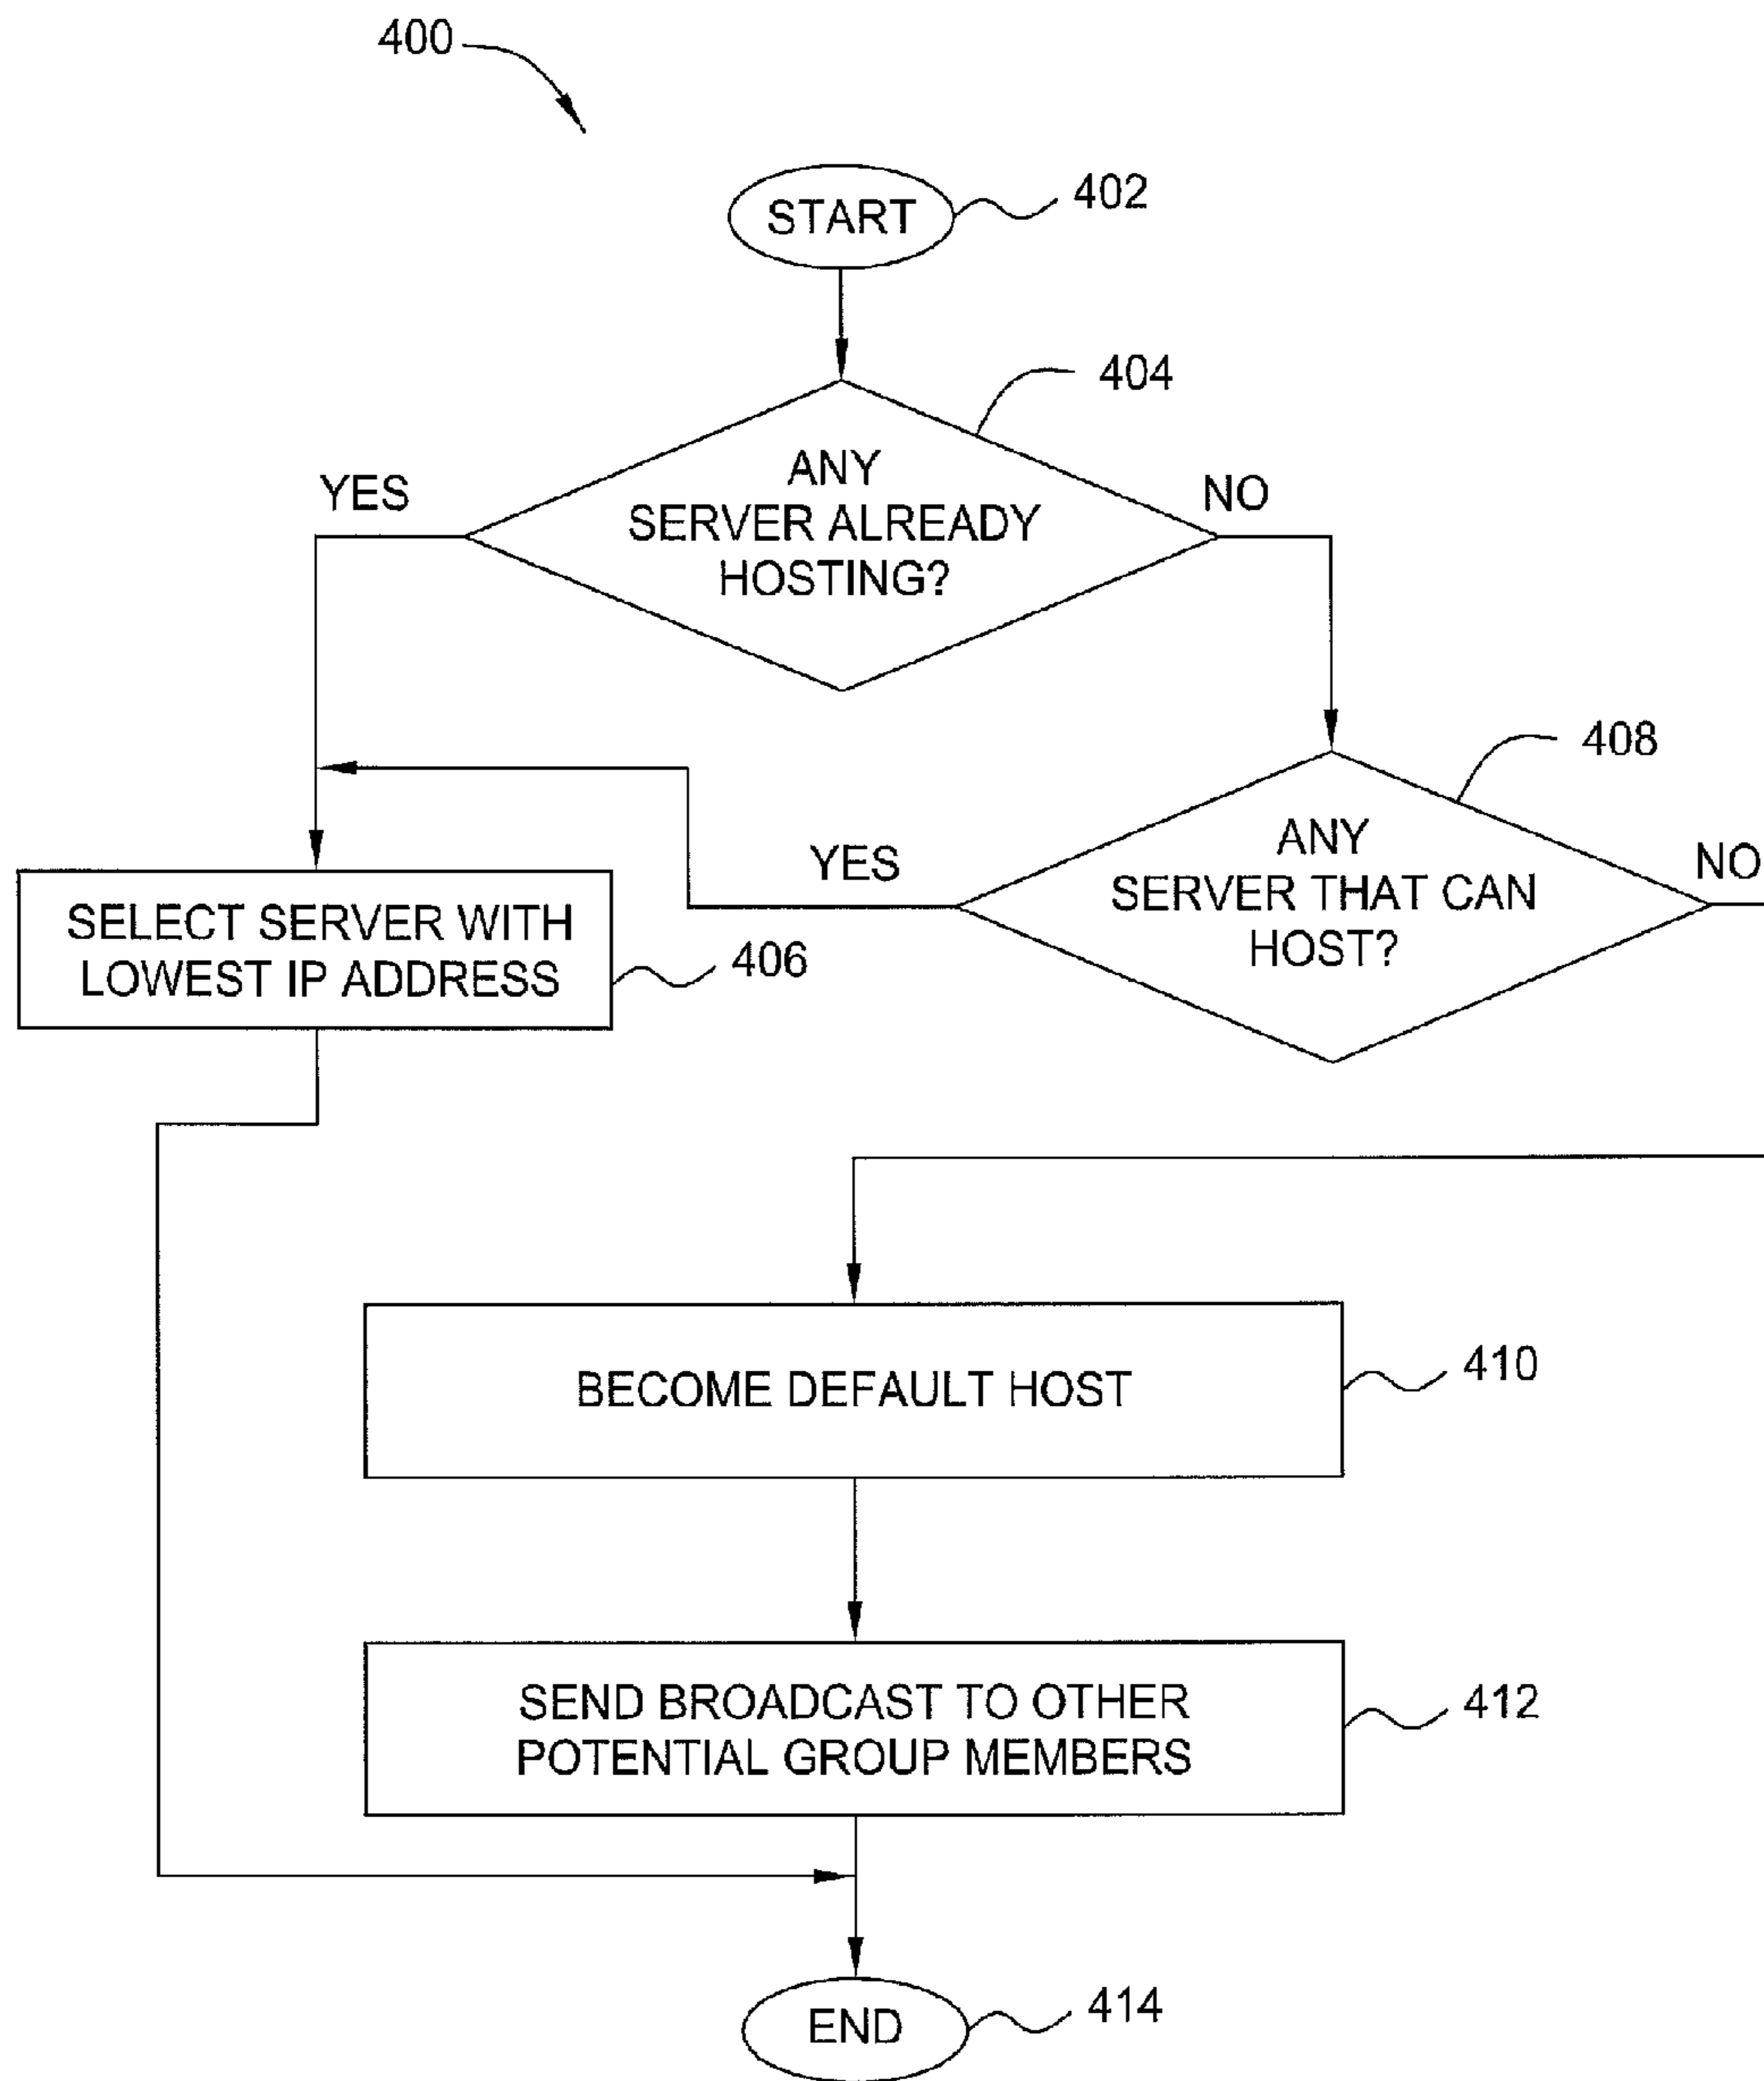 400
START
402
404
ANY
SERVER ALREADY
HOSTING?
YES
NO
408
ANY
SERVER THAT CAN
HOST?
YES
NO
SELECT SERVER WITH
LOWEST IP ADDRESS
406
BECOME DEFAULT HOST
410
SEND BROADCAST TO OTHER
POTENTIAL GROUP MEMBERS
412
END
414